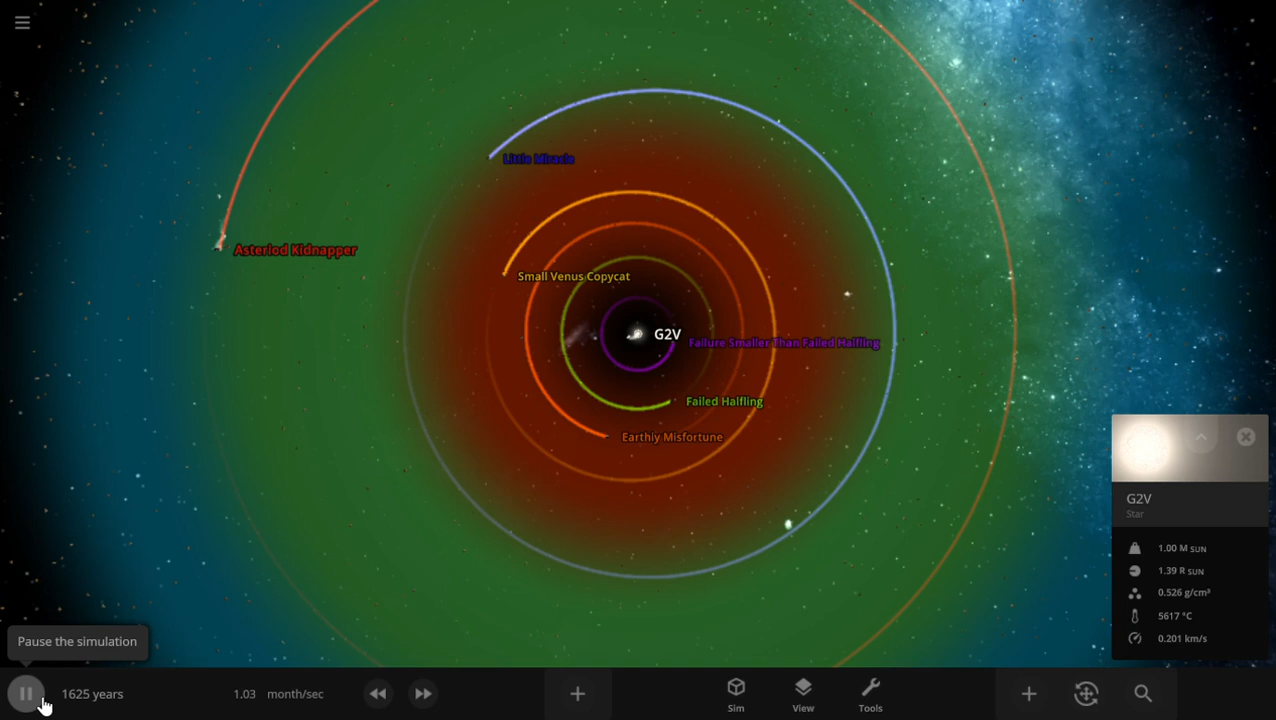 Little Miracle
Asteriod Kidnapper
Small Venus Copycat
G2V
Failure Smaller Than Failed Halfling
Failed Halfling
Earthly Misfortune
G2V
Star
1.00 M SUN
1.39 R SUN
0.526 g/cm³
5617 °C
0.201 km/s
Pause the simulation
1625 years
1.03 month/sec
Sim
View
Tools